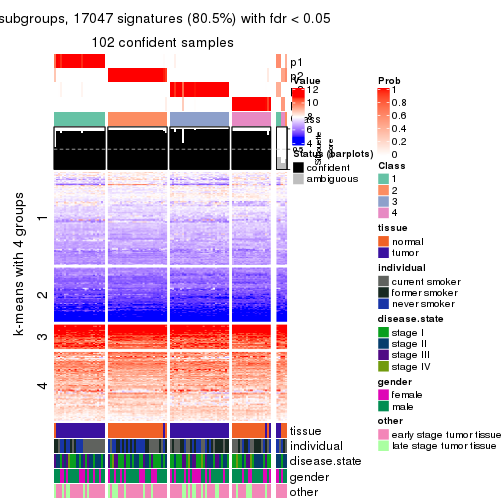 subgroups, 17047 signatures (80.5%) with fdr < 0.05
102 confident samples
p1
p2
Value
12
10
8
6
4
Silhouette
score
Status (barplots)
confident
ambiguous
k-means with 4 groups
1
2
3
4
tissue
individual
disease.state
gender
other
Prob
1
0.8
0.6
0.4
0.2
0
Class
1
2
3
4
tissue
normal
tumor
individual
current smoker
former smoker
never smoker
disease.state
stage I
stage II
stage III
stage IV
gender
female
male
other
early stage tumor tissue
late stage tumor tissue